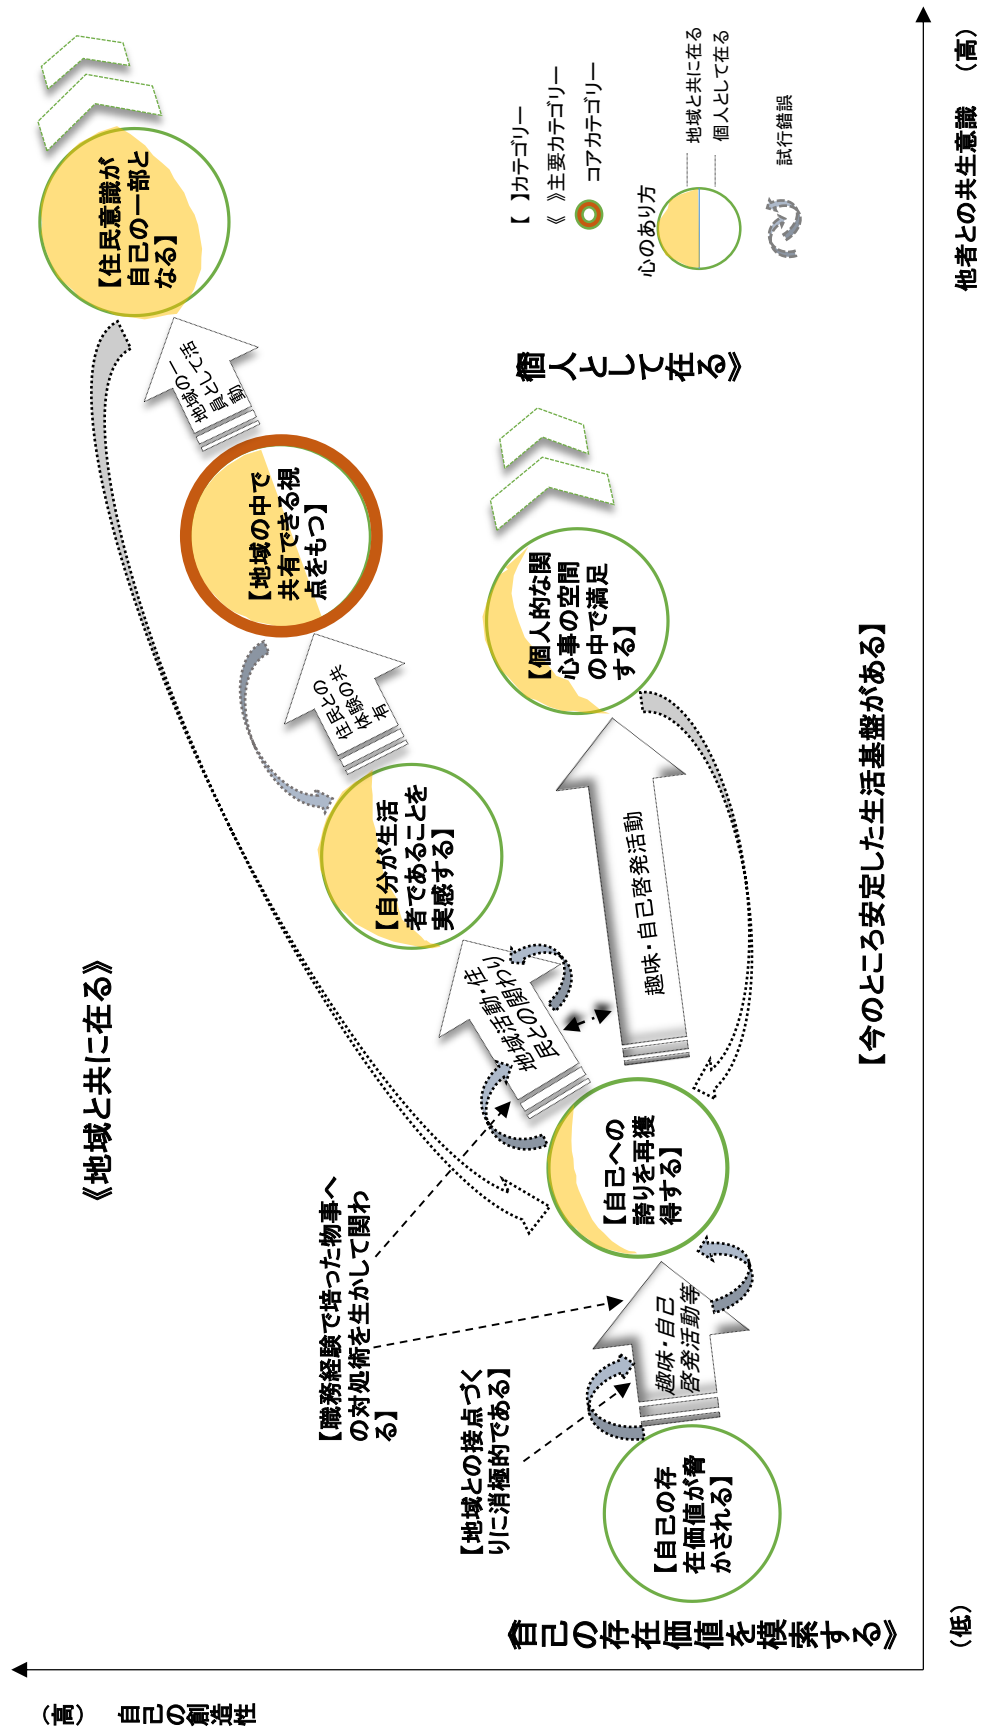 （高）　自己の創造性
《地域と共に在る》
【住民意識が
自己の一部と
なる】
地域の一
員として活
動
【地域の中で
共有できる視
点をもつ】
住民との
体験の共
有
【自分が生活
者であることを
実感する】
地域活動・住
民との関わり
【職務経験で培った物事へ
の対処術を生かして関わ
る】
【地域との接点づく
りに消極的である】
《自己の存在価値を模索する》
【自己の存
在価値が脅
かされる】
趣味・自己
啓発活動等
【自己への
誇りを再獲
得する】
趣味・自己啓発活動
【個人的な関
心事の空間
の中で満足
する】
《個人として在る》
【今のところ安定した生活基盤がある】
【　】カテゴリー
《　》主要カテゴリー
コアカテゴリー
心のあり方
地域と共に在る
個人として在る
試行錯誤
（低）
他者との共生意識　（高）